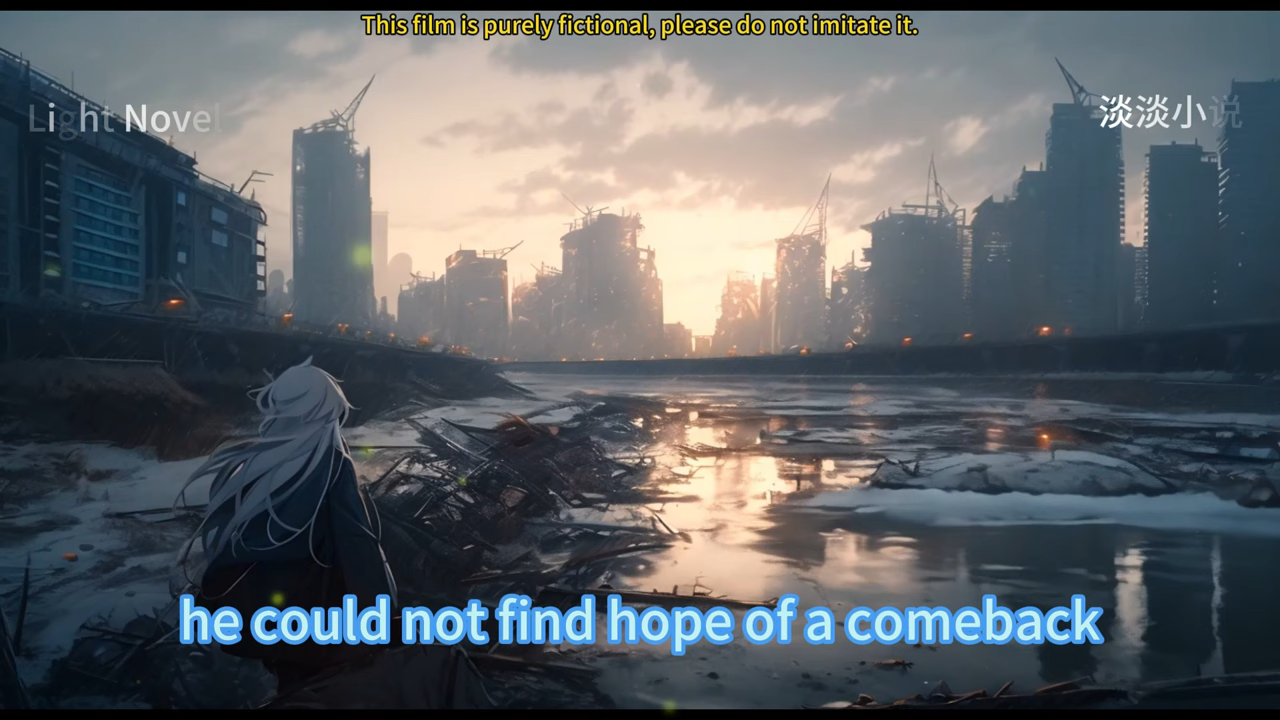 This film is purely fictional, please do not imitate it.
Light Novel
淡淡小说
he could not find hope of a comeback